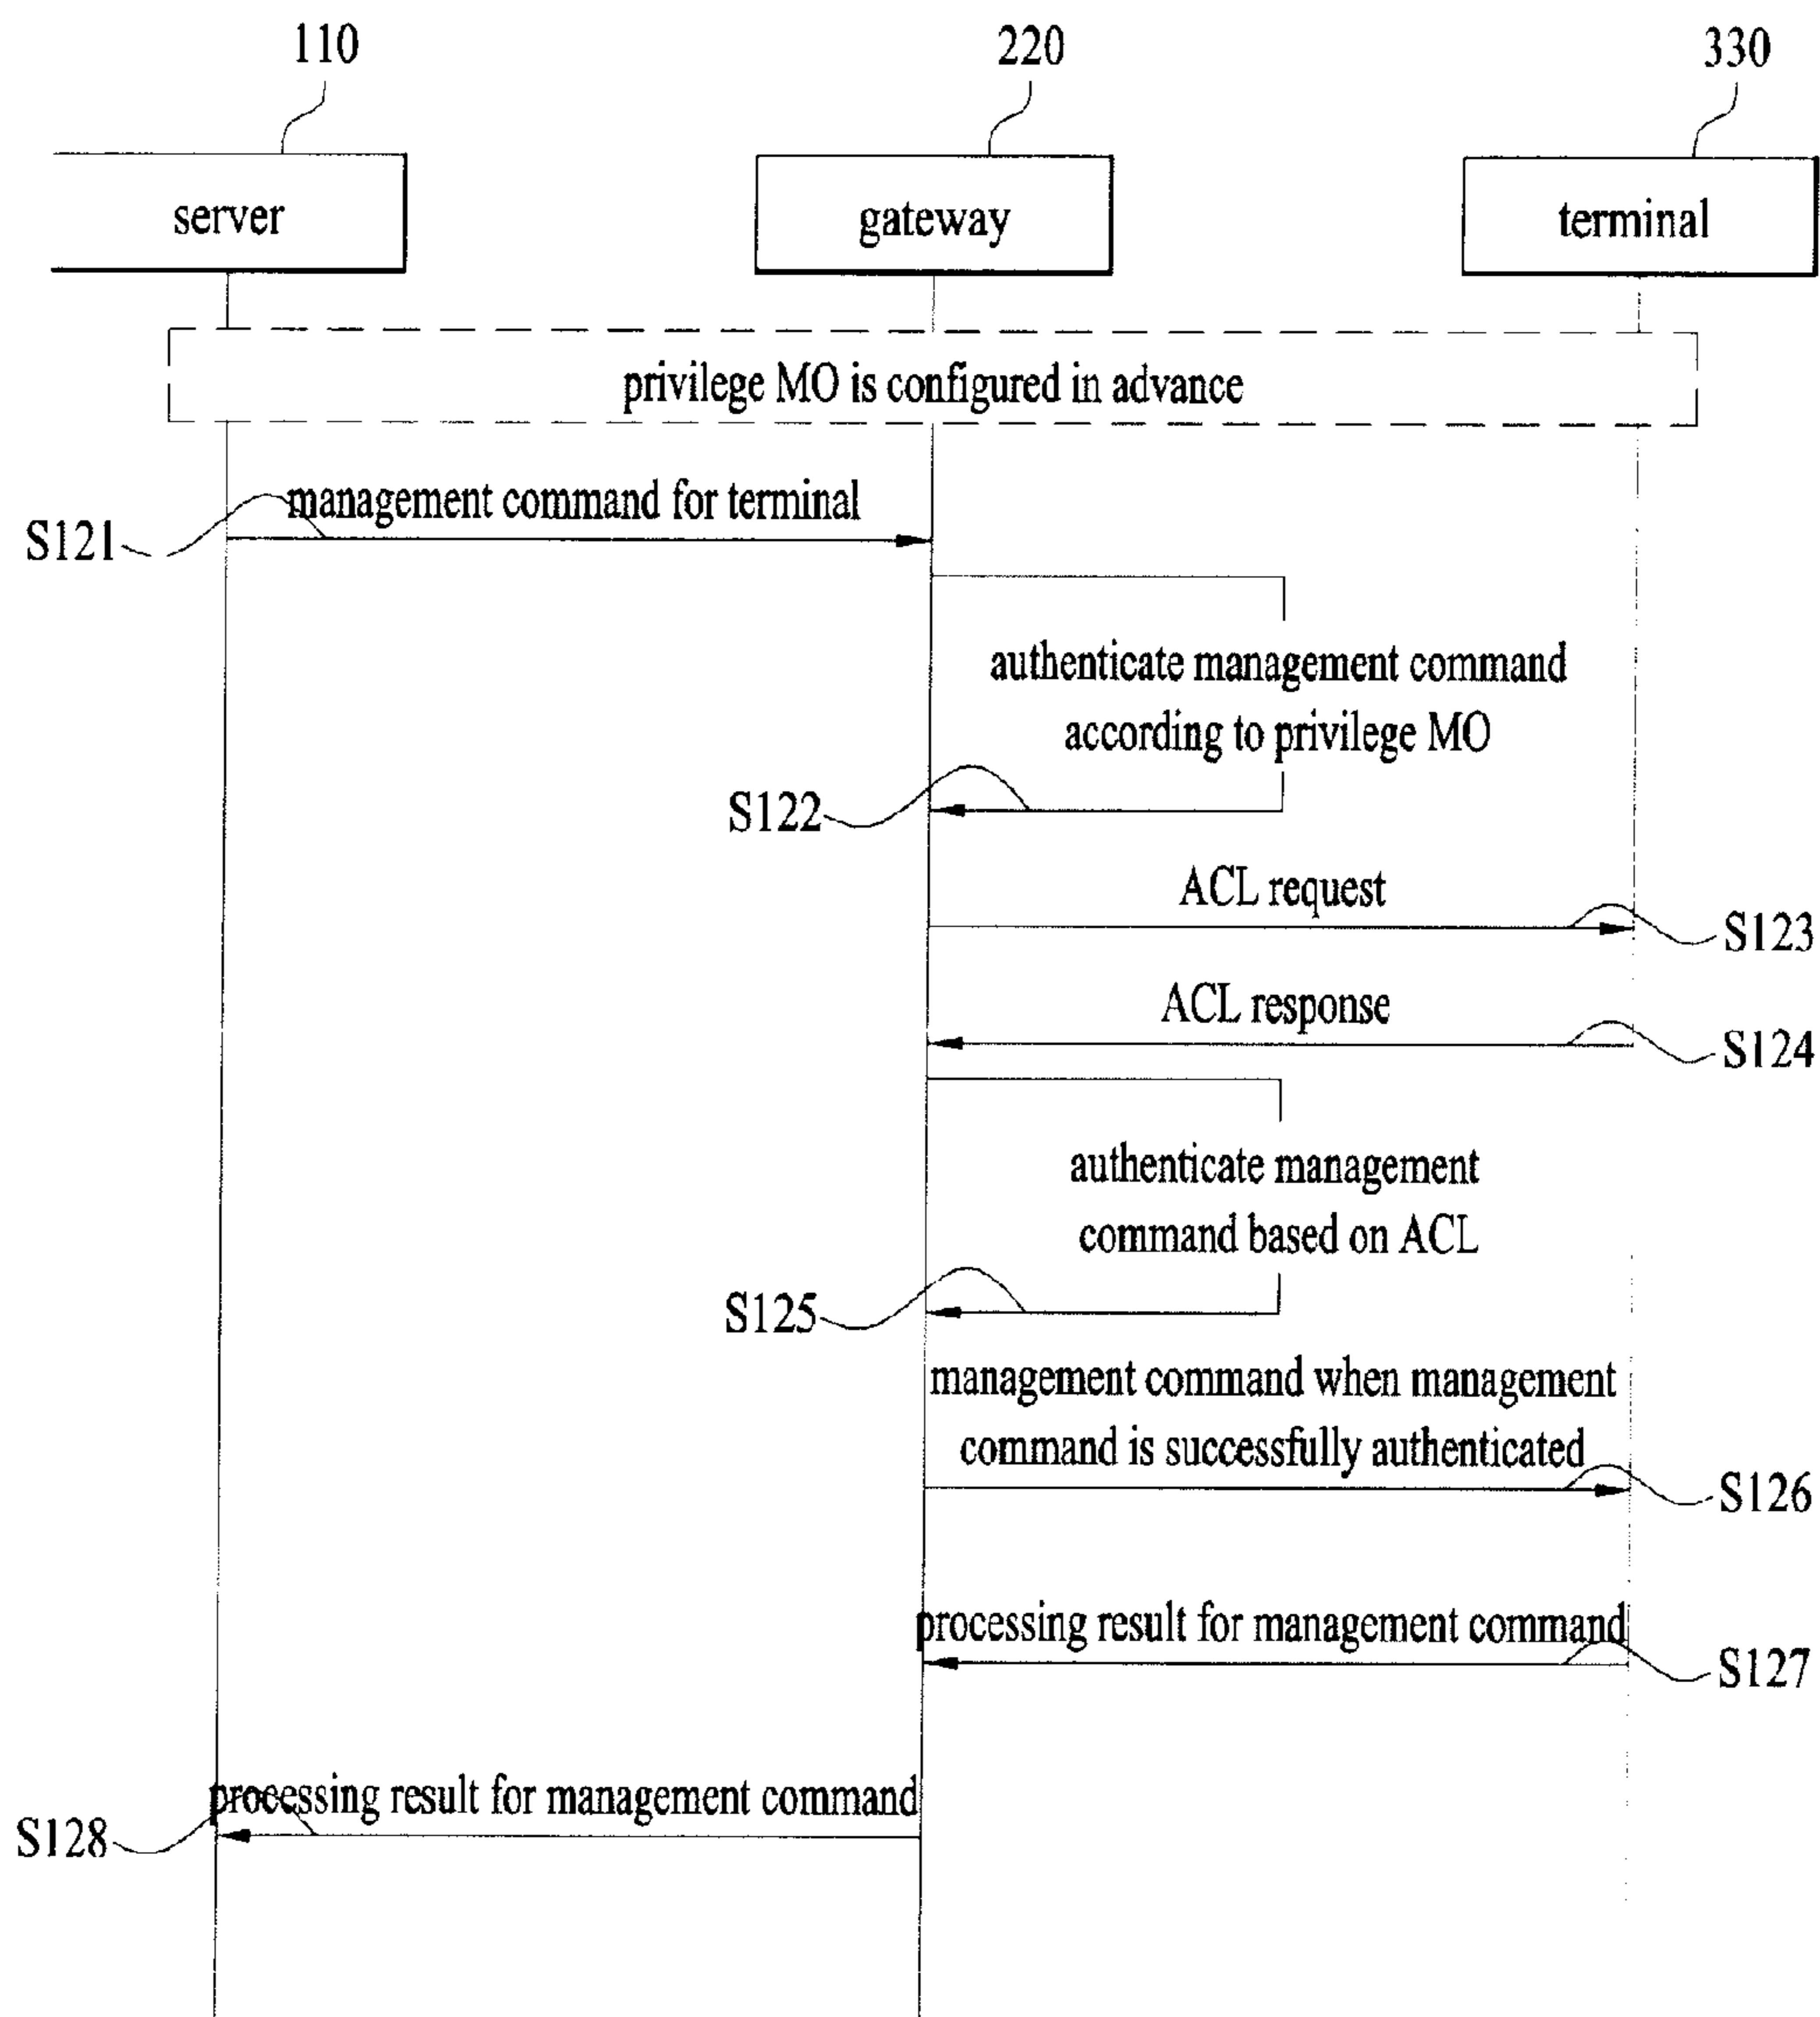 110
220
330
server
gateway
terminal
privilege MO is configured in advance
management command for terminal
S121
authenticate management command
according to privilege MO
S122
ACL request
S123
ACL response
S124
authenticate management
command based on ACL
S125
management command when management
command is successfully authenticated
S126
processing result for management command
S127
processing result for management command
S128